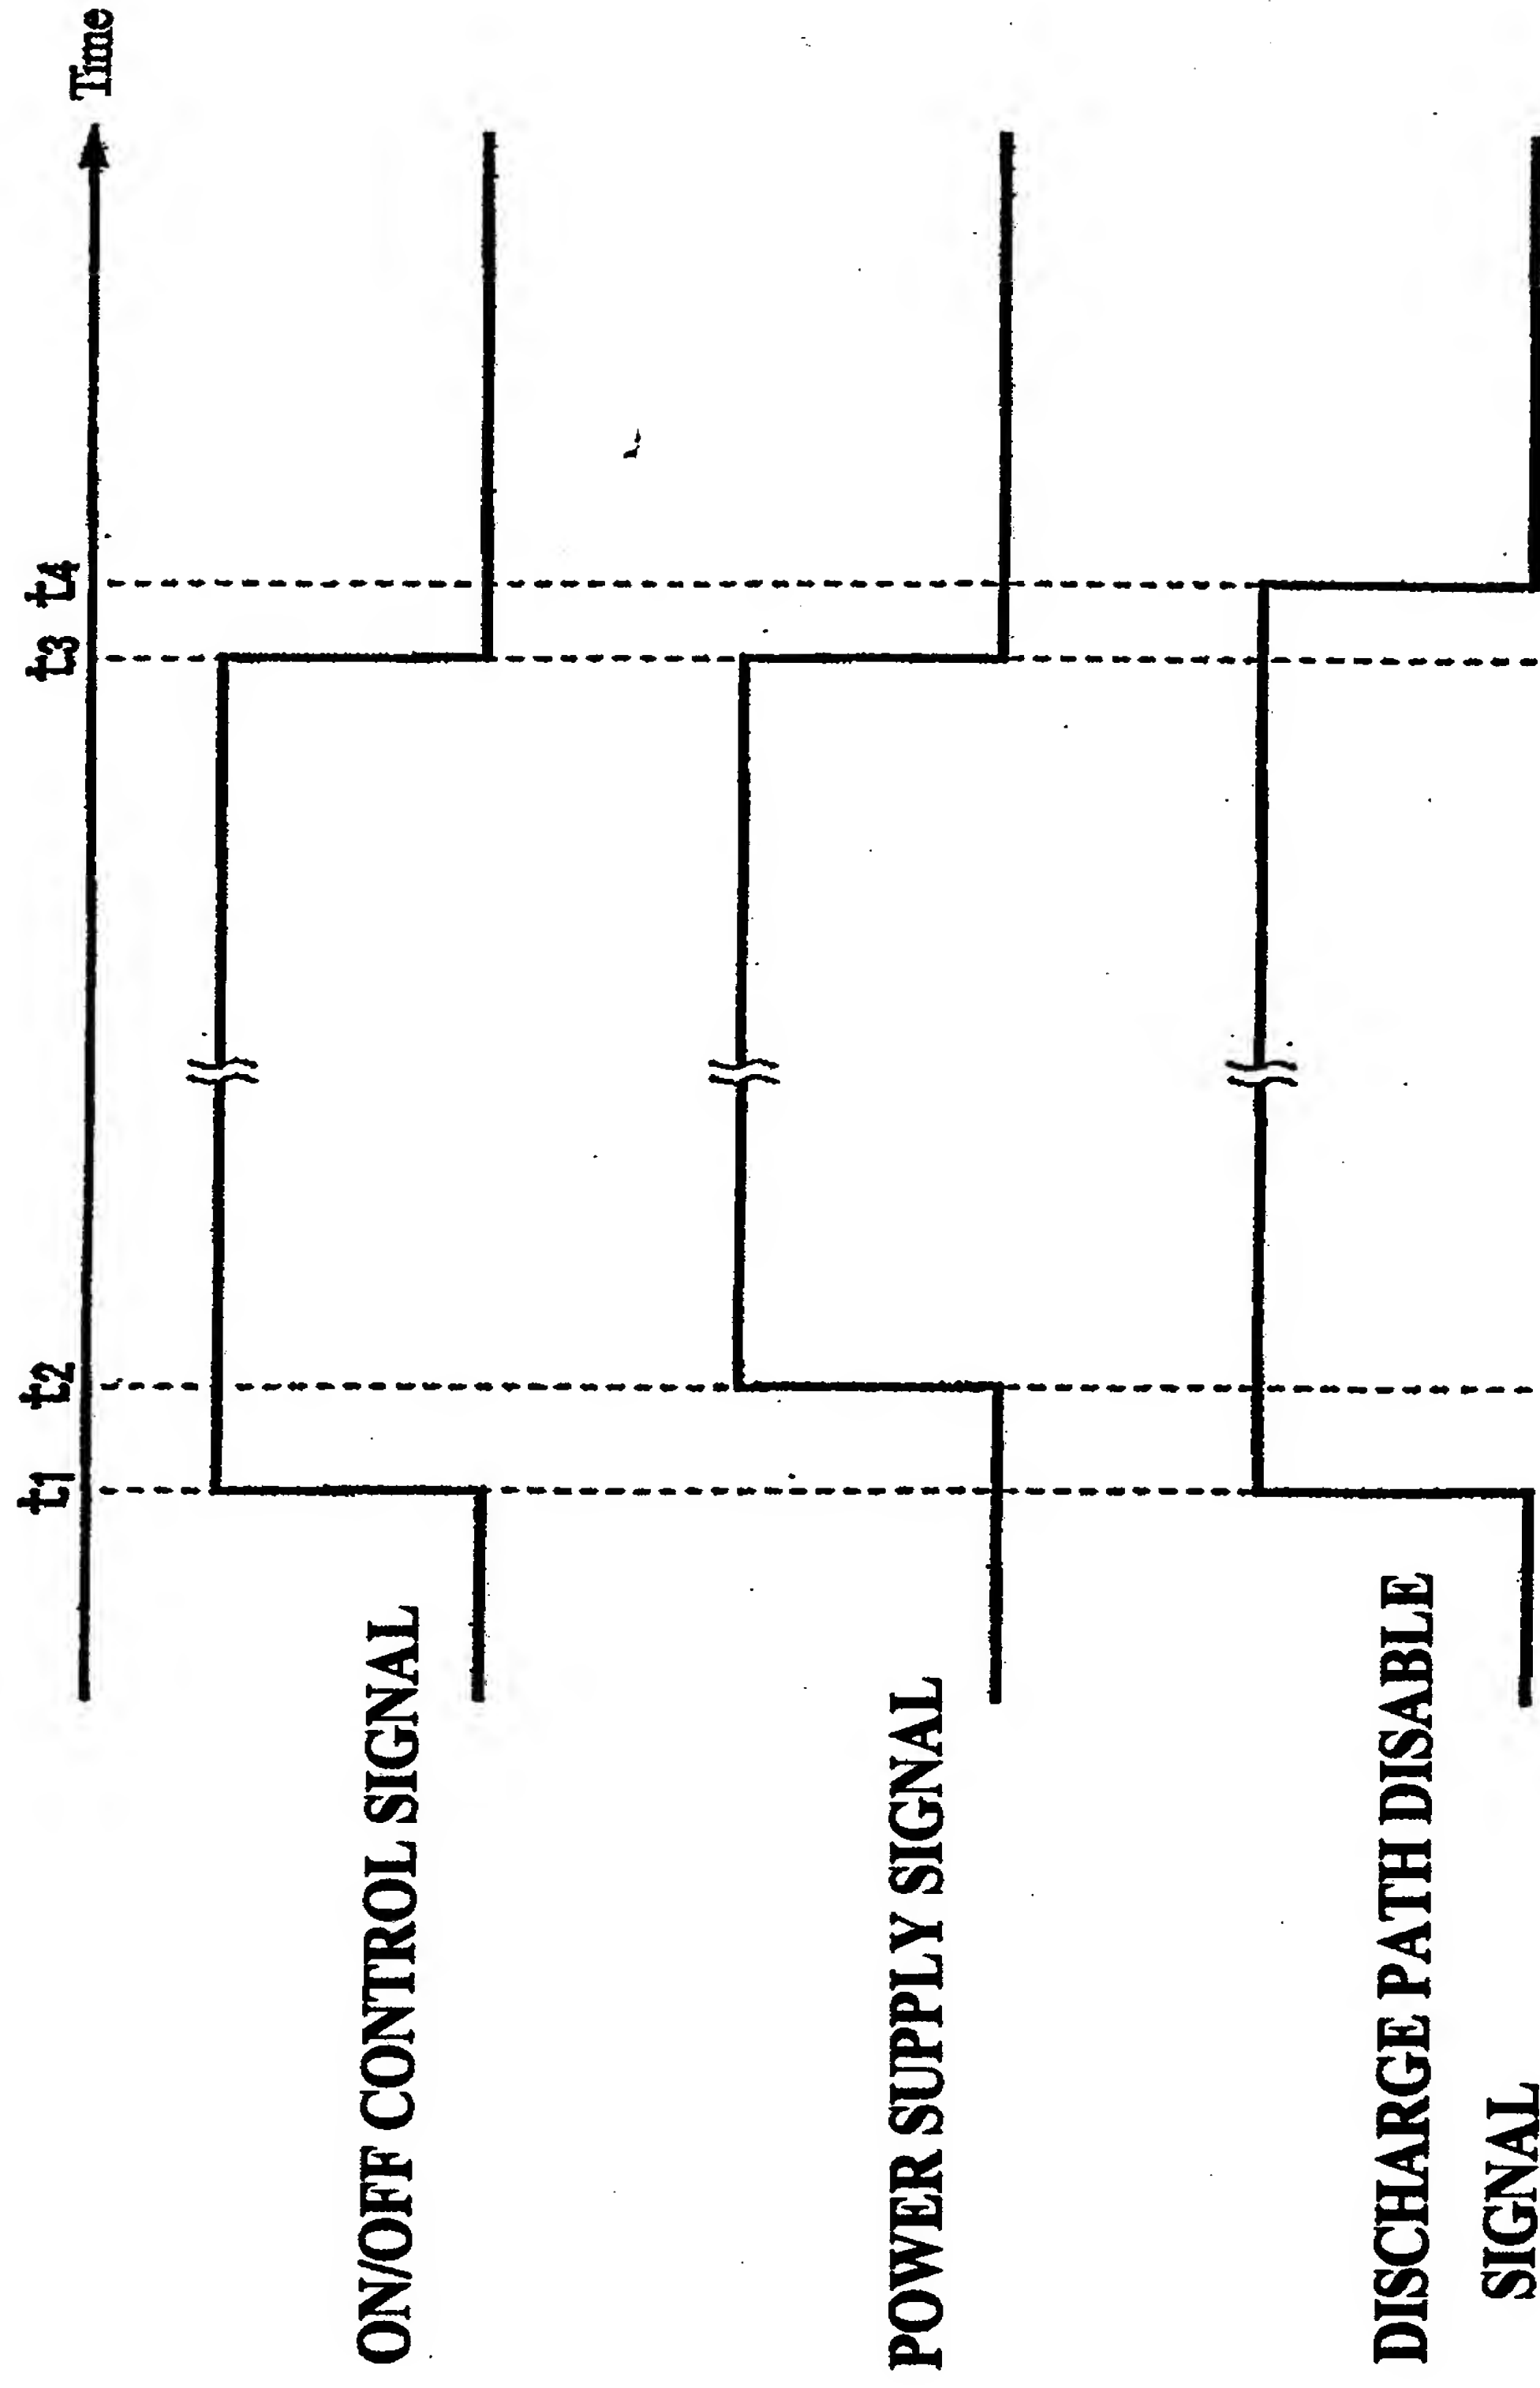 t1 t2 t3 t4 Time
ON/OFF CONTROL SIGNAL
POWER SUPPLY SIGNAL
DISCHARGE PATH DISABLE
SIGNAL